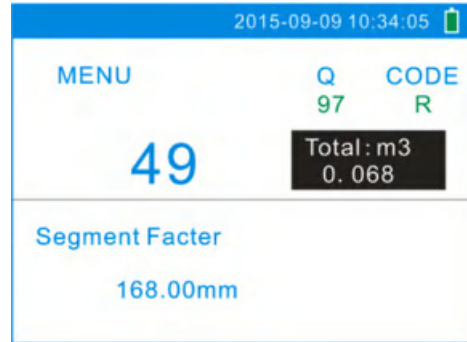 2015-09-09 10:34:05
MENU
Q
CODE
97
R
49
Total:m3
0.068
Segment Facter
168.00mm